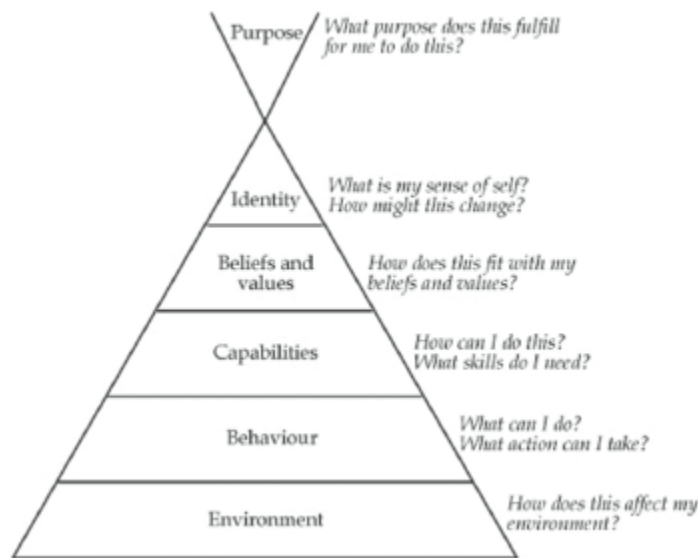 Purpose
What purpose does this fulfill
for me to do this?
Identity
What is my sense of self?
How might this change?
Beliefs and
values
How does this fit with my
beliefs and values?
Capabilities
How can I do this?
What skills do I need?
Behaviour
What can I do?
What action can I take?
Environment
How does this affect my
environment?